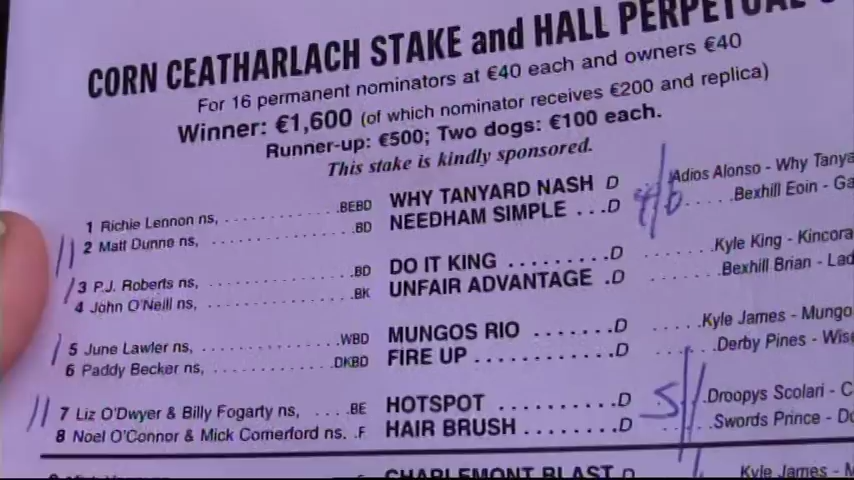 CORN CEATHARLACH STAKE and HALL PERPETUAL
For 16 permanent nominators at €40 each and owners €40
Winner: €1,600 (of which nominator receives €200 and replica)
Runner-up: €500; Two dogs: €100 each.
This stake is kindly sponsored.
1 Richie Lennon ns, . . . . . . . . . . . . . .BEBD WHY TANYARD NASH D Adios Alonso - Why Tanya
2 Matt Dunne ns, . . . . . . . . . . . . . . . .BD NEEDHAM SIMPLE . . .D . . . . .Bexhill Eoin - Ga
3 P.J. Roberts ns, . . . . . . . . . . . . . . .BD DO IT KING . . . . . . . . .D . . . . . . .Kyle King - Kincora
4 John O'Neill ns, . . . . . . . . . . . . . . .BK UNFAIR ADVANTAGE .D . . . . . . .Bexhill Brian - Lad
5 June Lawler ns, . . . . . . . . . . . . . .WBD MUNGOS RIO . . . . . . .D . . . . .Kyle James - Mungo
6 Paddy Becker ns, . . . . . . . . . . . .DKBD FIRE UP . . . . . . . . . . . .D . . . . . .Derby Pines - Wis
7 Liz O'Dwyer & Billy Fogarty ns, . . . . .BE HOTSPOT . . . . . . . . . .D .Droopys Scolari - C
8 Noel O'Connor & Mick Comerford ns. .F HAIR BRUSH . . . . . . . .D . . .Swords Prince - Do
CHARLEMONT BLAST D Kyle James - M